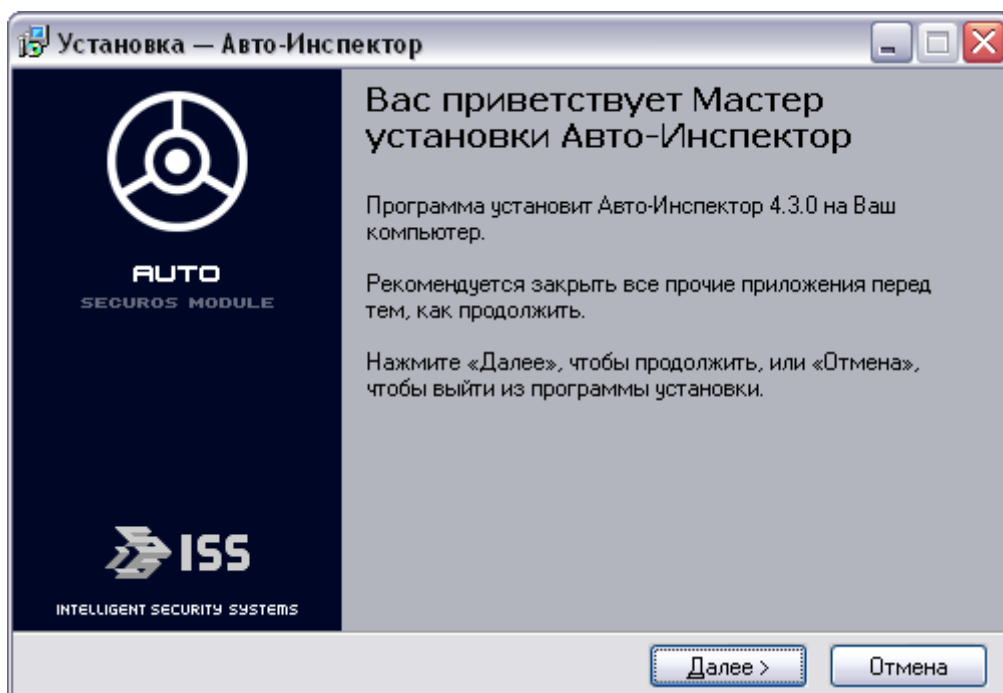 Установка — Авто-Инспектор
Вас приветствует Мастер
установки Авто-Инспектор
Программа установит Авто-Инспектор 4.3.0 на Ваш
компьютер.
Рекомендуется закрыть все прочие приложения перед
тем, как продолжить.
Нажмите «Далее», чтобы продолжить, или «Отмена»,
чтобы выйти из программы установки.
AUTO
SECUROS MODULE
ISS
INTELLIGENT SECURITY SYSTEMS
Далее >
Отмена